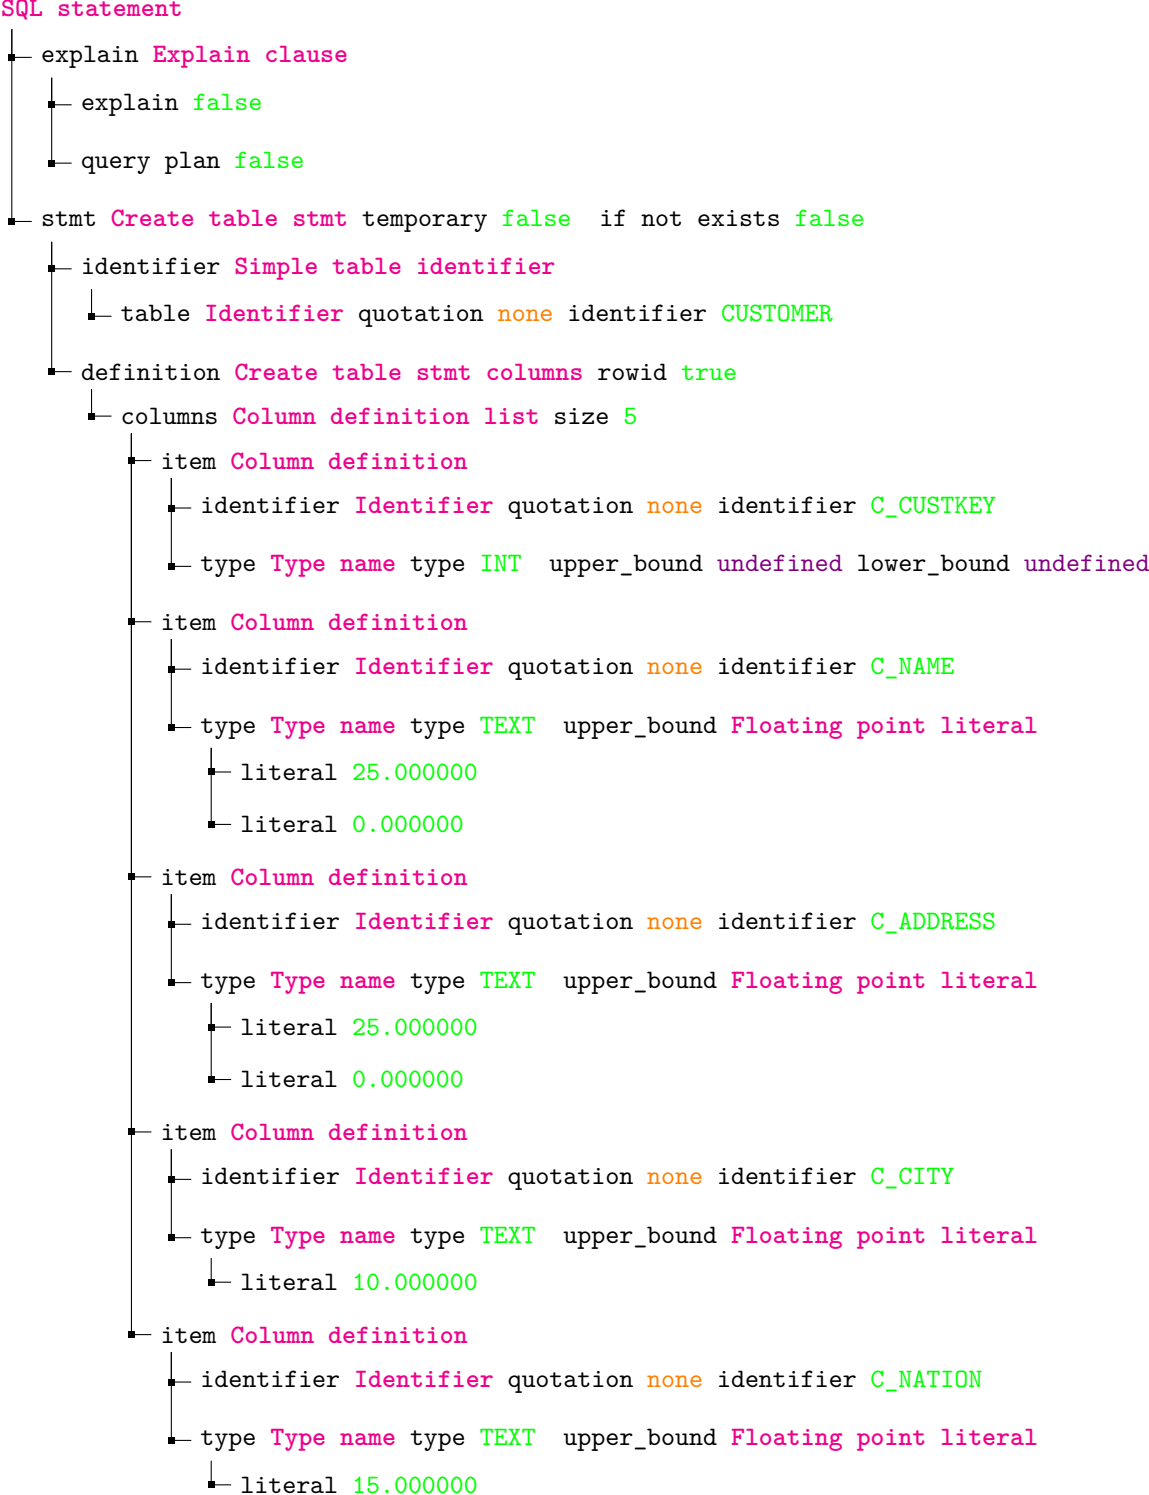 SQL statement
explain Explain clause
explain false
query plan false
stmt Create table stmt temporary false if not exists false
identifier Simple table identifier
table Identifier quotation none identifier CUSTOMER
definition Create table stmt columns rowid true
columns Column definition list size 5
item Column definition
identifier Identifier quotation none identifier C_CUSTKEY
type Type name type INT upper_bound undefined lower_bound undefined
item Column definition
identifier Identifier quotation none identifier C_NAME
type Type name type TEXT upper_bound Floating point literal
literal 25.000000
literal 0.000000
item Column definition
identifier Identifier quotation none identifier C_ADDRESS
type Type name type TEXT upper_bound Floating point literal
literal 25.000000
literal 0.000000
item Column definition
identifier Identifier quotation none identifier C_CITY
type Type name type TEXT upper_bound Floating point literal
literal 10.000000
item Column definition
identifier Identifier quotation none identifier C_NATION
type Type name type TEXT upper_bound Floating point literal
literal 15.000000